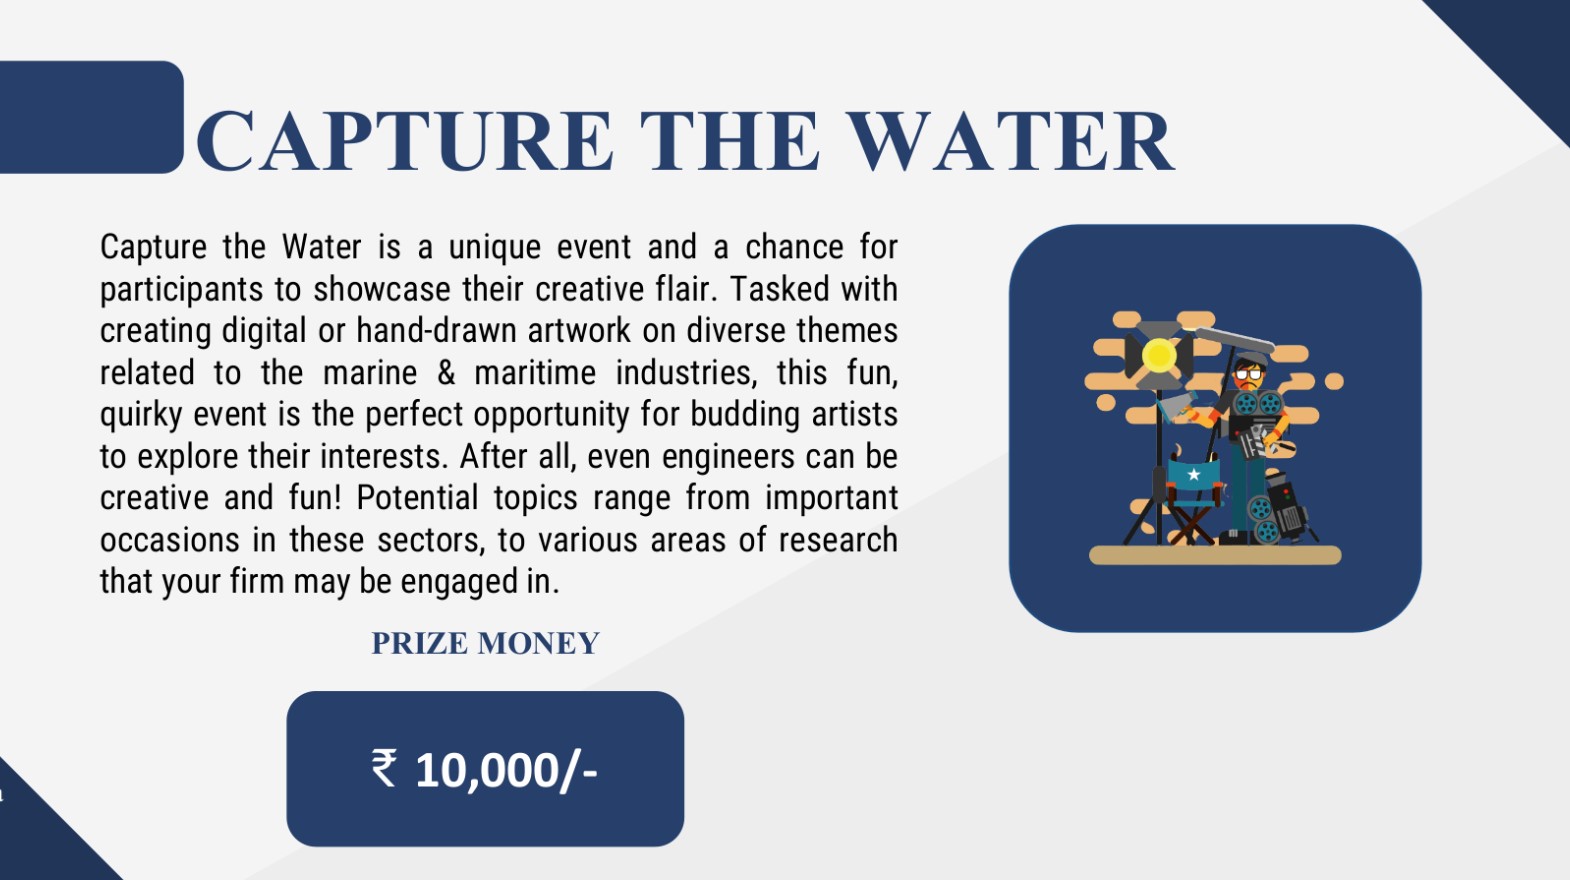 CAPTURE THE WATER
Capture the Water is a unique event and a chance for
participants to showcase their creative flair. Tasked with
creating digital or hand-drawn artwork on diverse themes
related to the marine & maritime industries, this fun,
quirky event is the perfect opportunity for budding artists
to explore their interests. After all, even engineers can be
creative and fun! Potential topics range from important
occasions in these sectors, to various areas of research
that your firm may be engaged in.
PRIZE MONEY
₹ 10,000/-